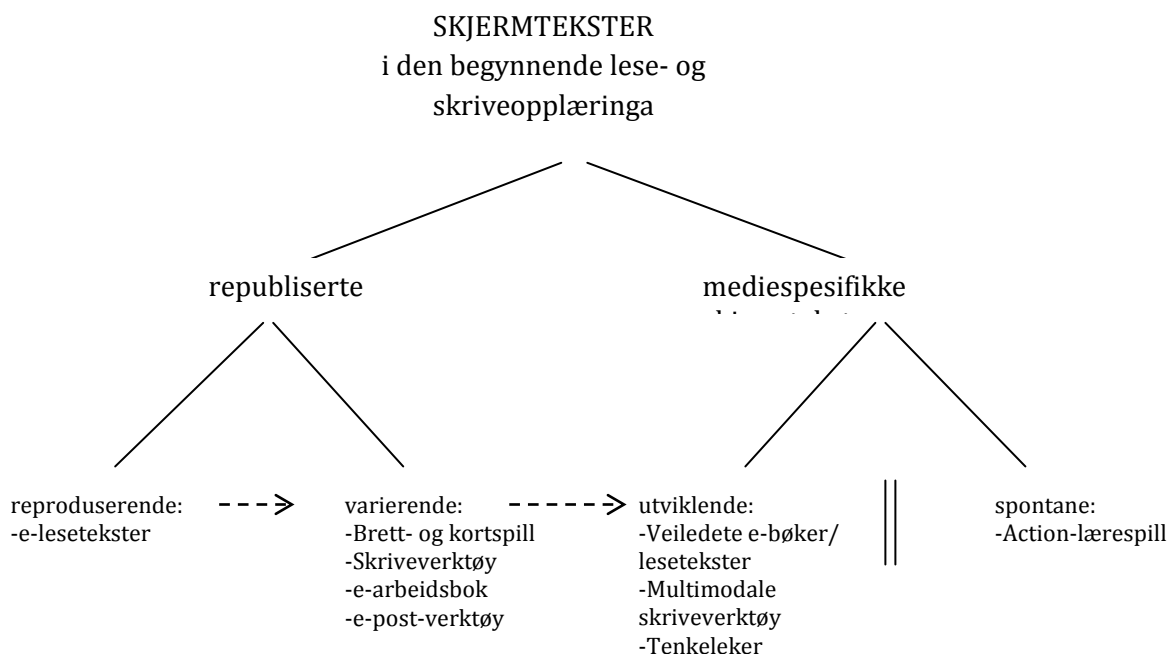 SKJERMTEKSTER
i den begynnende lese- og
skriveopplæringa
republiserte
mediespesifikke
reproduserende:
-e-lesetekster
varierende:
-Brett- og kortspill
-Skriveverktøy
-e-arbeidsbok
-e-post-verktøy
utviklende:
-Veiledete e-bøker/
lesetekster
-Multimodale
skriveverktøy
-Tenkeleker
spontane:
-Action-lærespill